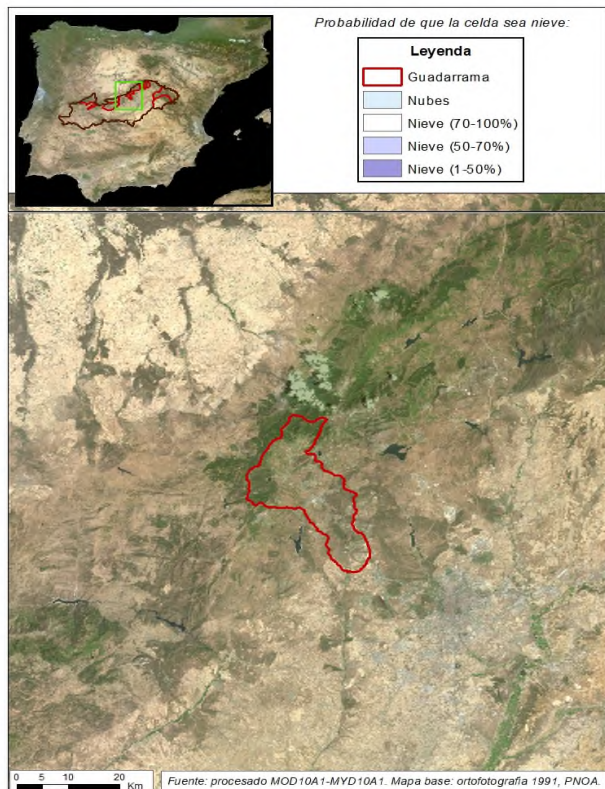 Probabilidad de que la celda sea nieve:
Leyenda
Guadarrama
Nubes
Nieve (70-100%)
Nieve (50-70%)
Nieve (1-50%)
0 5 10 20
Km
Fuente: procesado MOD10A1-MYD10A1. Mapa base: ortofotografía 1991, PNOA.